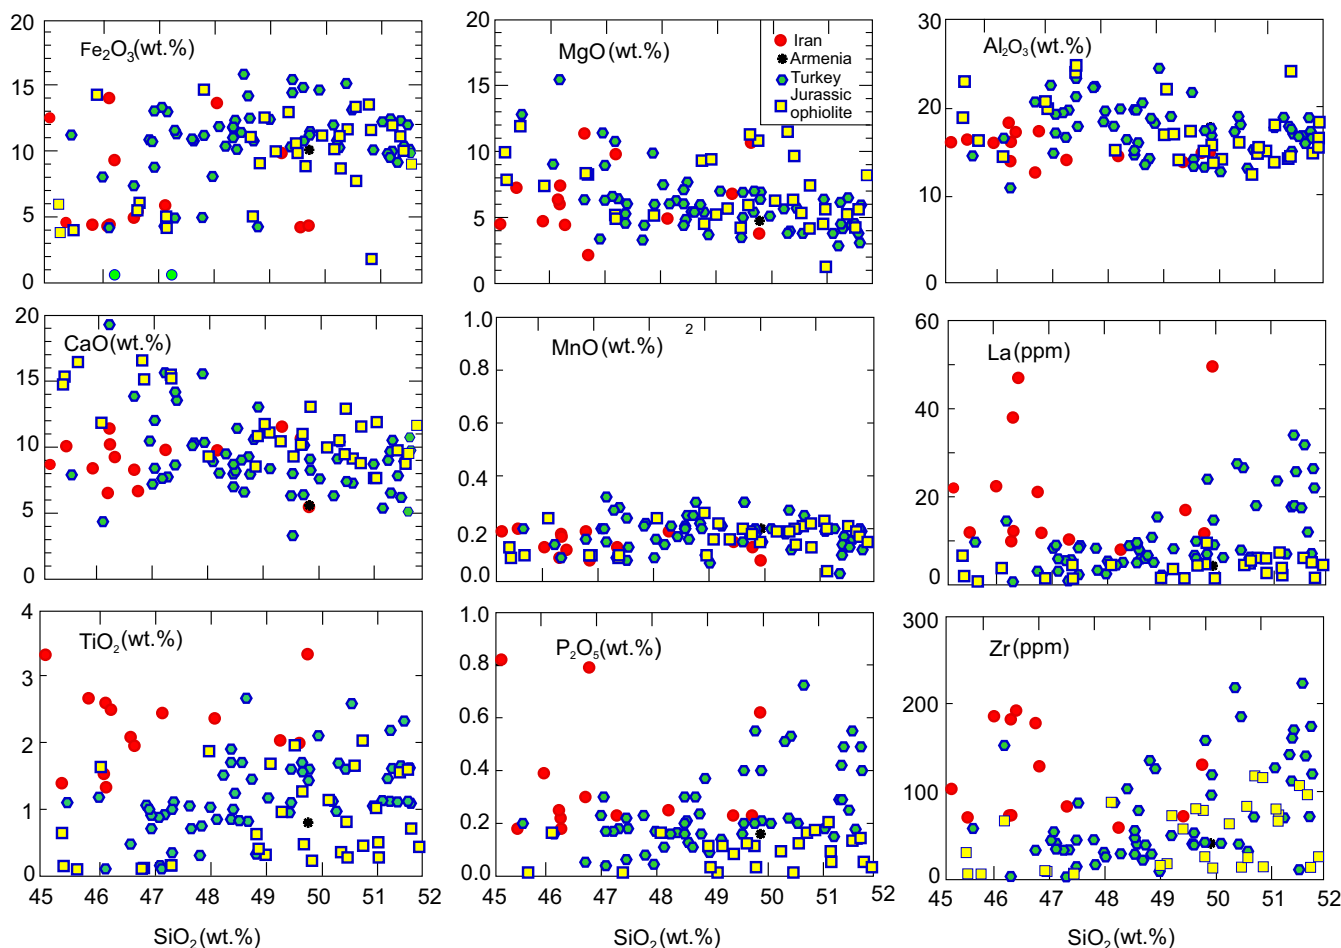 20
15
10
5
0
Fe₂O₃(wt.%)
20
15
10
5
0
MgO(wt.%)
Iran
Armenia
Turkey
Jurassic
ophiolite
30
20
10
0
Al₂O₃(wt.%)
20
15
10
5
0
CaO(wt.%)
1.0
0.8
0.6
0.4
0.2
0.0
MnO(wt.%)
2
60
40
20
0
La(ppm)
4
3
2
1
0
TiO₂(wt.%)
45 46 47 48 49 50 51 52
SiO₂(wt.%)
1.0
0.8
0.6
0.4
0.2
0.0
P₂O₅(wt.%)
45 46 47 48 49 50 51 52
SiO₂(wt.%)
300
200
100
0
Zr(ppm)
45 46 47 48 49 50 51 52
SiO₂(wt.%)